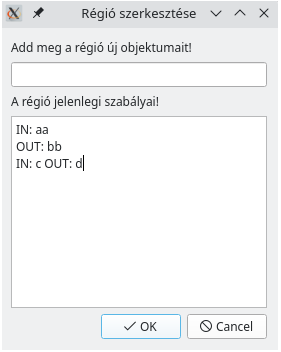 Régió szerkesztése
Add meg a régió új objektumait!
A régió jelenlegi szabályai!
IN: aa
OUT: bb
IN: c OUT: d
OK
Cancel